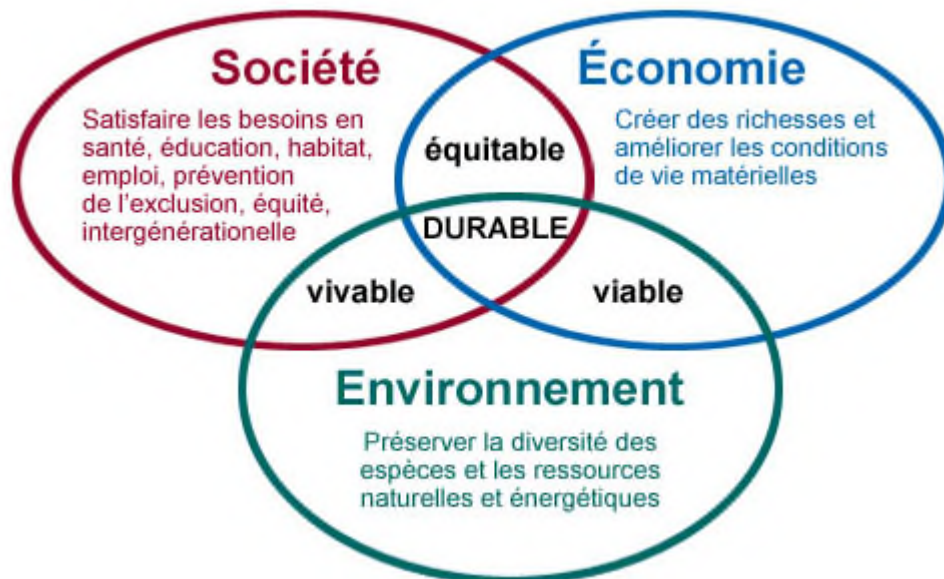 Société
Satisfaire les besoins en
santé, éducation, habitat,
emploi, prévention
de l'exclusion, équité,
intergénérationelle
Économie
Créer des richesses et
améliorer les conditions
de vie matérielles
équitable
DURABLE
vivable
viable
Environnement
Préserver la diversité des
espèces et les ressources
naturelles et énergétiques